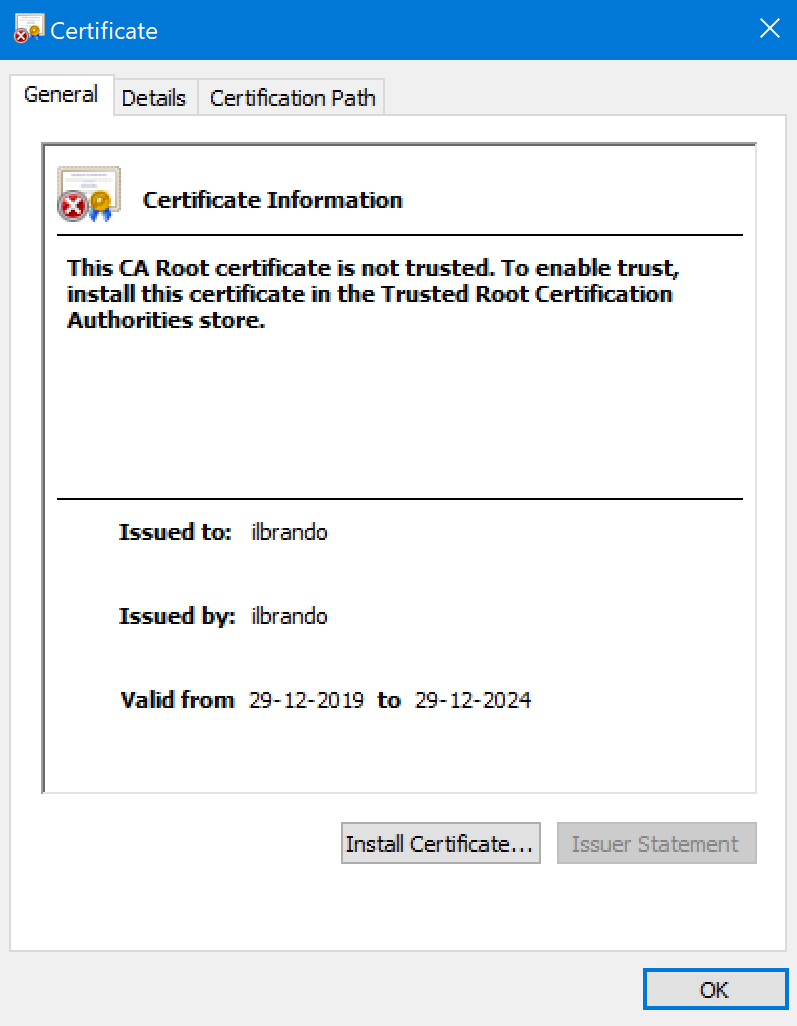 Certificate
General Details Certification Path
Certificate Information
This CA Root certificate is not trusted. To enable trust,
install this certificate in the Trusted Root Certification
Authorities store.
Issued to: ilbrando
Issued by: ilbrando
Valid from 29-12-2019 to 29-12-2024
Install Certificate... Issuer Statement
OK